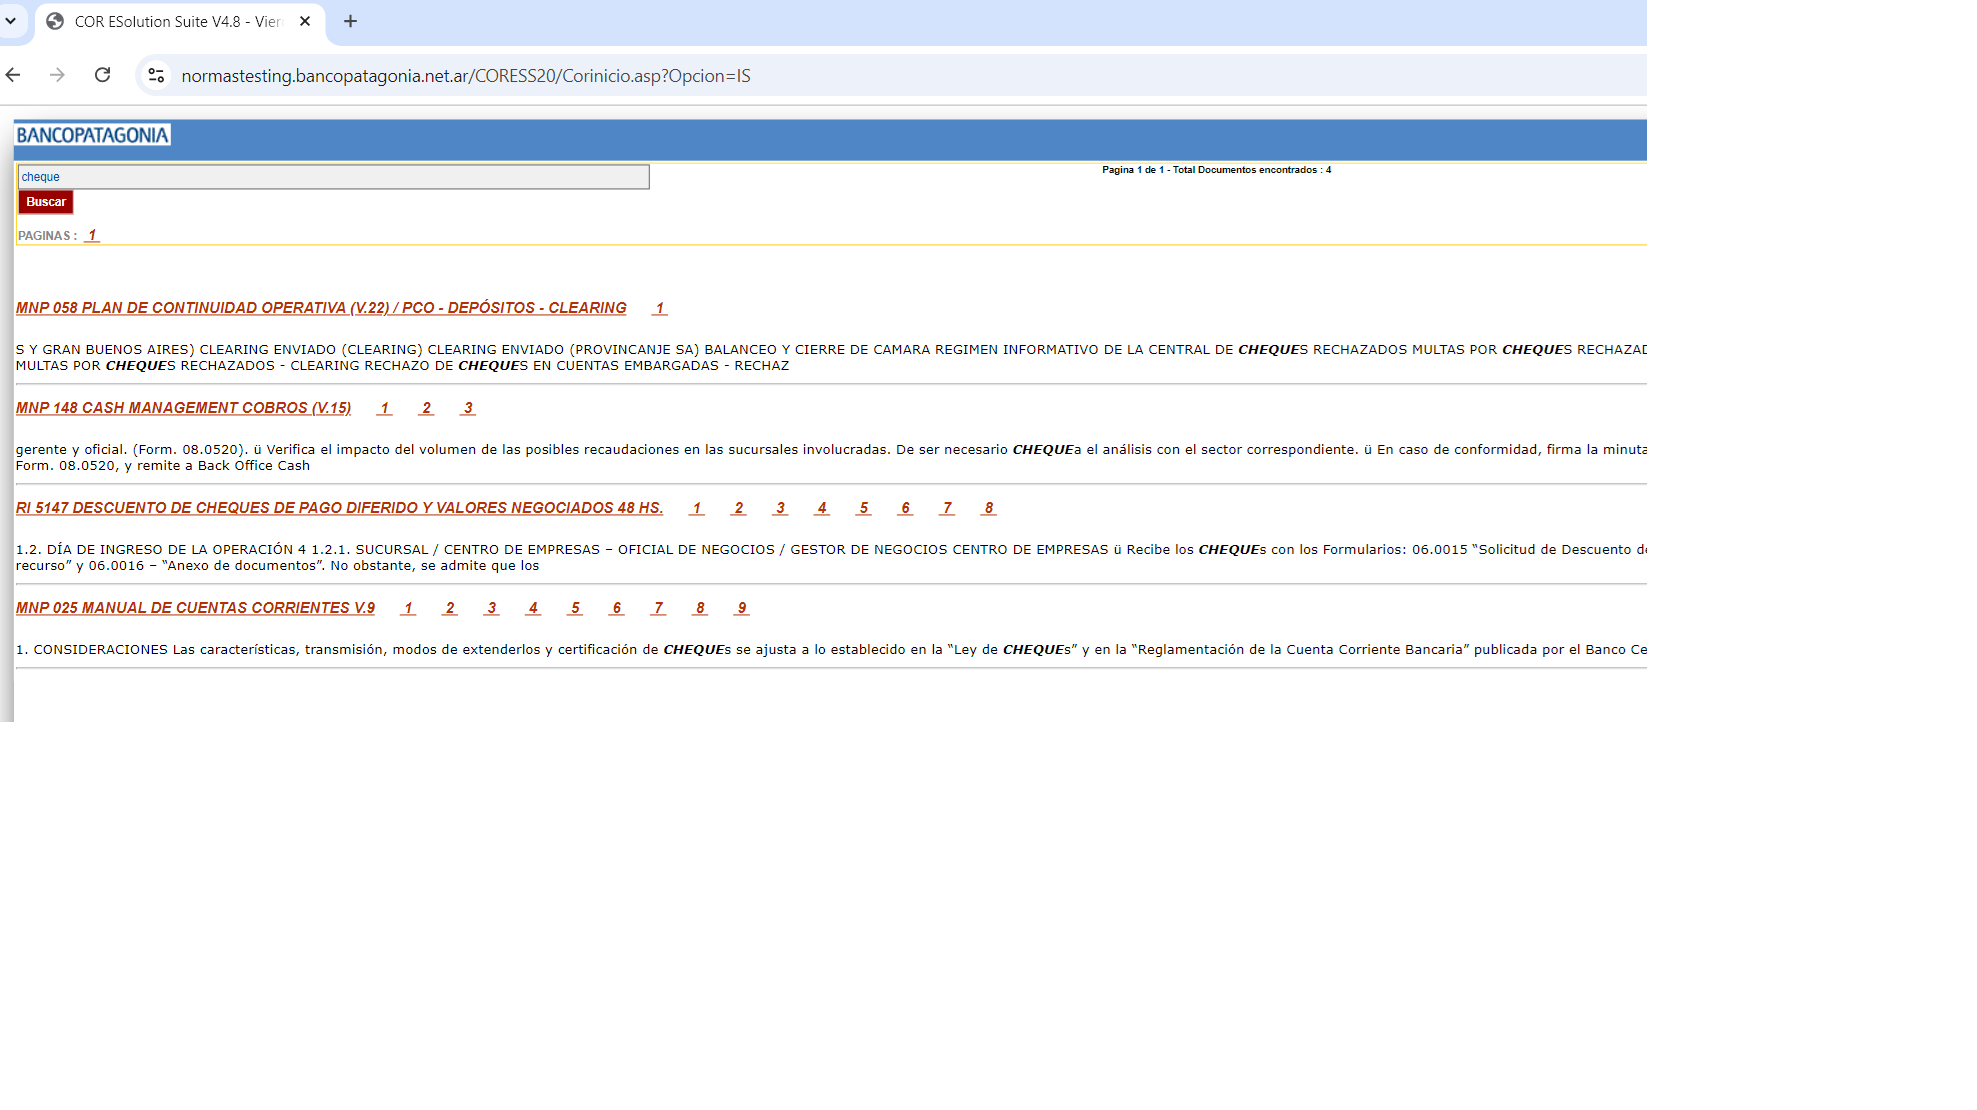 COR ESolution Suite V4.8 - Vier
normastesting.bancopatagonia.net.ar/CORESS20/Corinicio.asp?Opcion=IS
BANCOPATAGONIA
cheque
Pagina 1 de 1 - Total Documentos encontrados : 4
Buscar
PAGINAS : 1
MNP 058 PLAN DE CONTINUIDAD OPERATIVA (V.22) / PCO - DEPÓSITOS - CLEARING 1
S Y GRAN BUENOS AIRES) CLEARING ENVIADO (CLEARING) CLEARING ENVIADO (PROVINCANJE SA) BALANCEO Y CIERRE DE CAMARA REGIMEN INFORMATIVO DE LA CENTRAL DE CHEQUES RECHAZADOS MULTAS POR CHEQUES RECHAZAD
MULTAS POR CHEQUES RECHAZADOS - CLEARING RECHAZO DE CHEQUES EN CUENTAS EMBARGADAS - RECHAZ
MNP 148 CASH MANAGEMENT COBROS (V.15) 1 2 3
gerente y oficial. (Form. 08.0520). ü Verifica el impacto del volumen de las posibles recaudaciones en las sucursales involucradas. De ser necesario CHEQUEa el análisis con el sector correspondiente. ü En caso de conformidad, firma la minuta
Form. 08.0520, y remite a Back Office Cash
RI 5147 DESCUENTO DE CHEQUES DE PAGO DIFERIDO Y VALORES NEGOCIADOS 48 HS. 1 2 3 4 5 6 7 8
1.2. DÍA DE INGRESO DE LA OPERACIÓN 4 1.2.1. SUCURSAL / CENTRO DE EMPRESAS – OFICIAL DE NEGOCIOS / GESTOR DE NEGOCIOS CENTRO DE EMPRESAS ü Recibe los CHEQUEs con los Formularios: 06.0015 “Solicitud de Descuento de
recurso” y 06.0016 – “Anexo de documentos”. No obstante, se admite que los
MNP 025 MANUAL DE CUENTAS CORRIENTES V.9 1 2 3 4 5 6 7 8 9
1. CONSIDERACIONES Las características, transmisión, modos de extenderlos y certificación de CHEQUEs se ajusta a lo establecido en la “Ley de CHEQUEs” y en la “Reglamentación de la Cuenta Corriente Bancaria” publicada por el Banco Ce